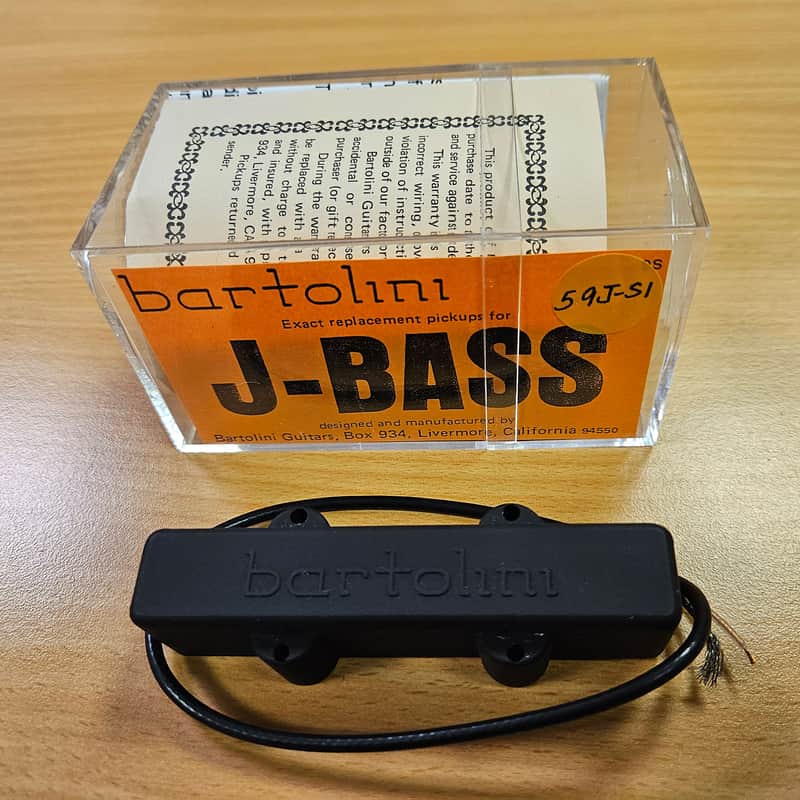 This product
purchase date to
and service against
This warranty is
incorrect wiring,
violation of
outside of our
Bartolini Guitars
accidental or
purchaser (or gift
During the
be replaced with a
without charge to
and insured, with
934, Livermore, CA
Pickups returned
sender.
bartolini
59J-S1
Exact replacement pickups for
J-BASS
designed and manufactured by
Bartolini Guitars, Box 934, Livermore, California 94550
bartolini